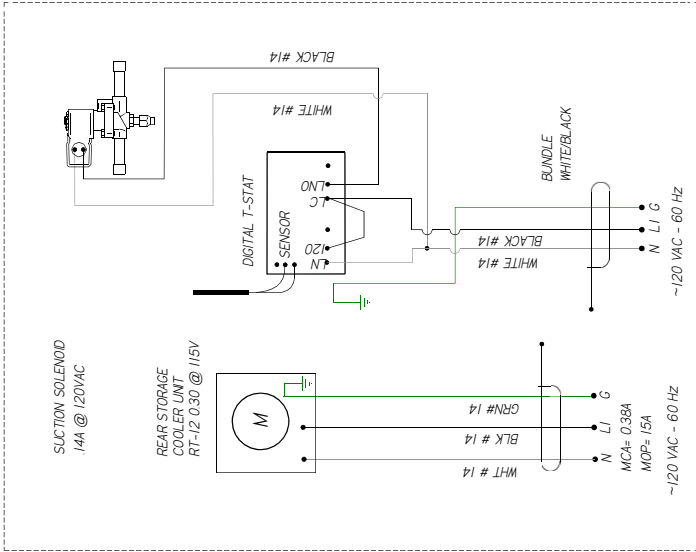 BLACK #14
WHITE #14
DIGITAL T-STAT
SENSOR
LNO
LC
120
LN
BUNDLE
WHITE/BLACK
BLACK #14
WHITE #14
G
L1
N
~120 VAC - 60 Hz
SUCTION SOLENOID
.14A @ 120VAC
REAR STORAGE
COOLER UNIT
RT-12 0.30 @ 115V
M
GRN# 14
BLK # 14
WHT # 14
G
L1
N
MCA= 0.38A
MOP= 15A
~120 VAC - 60 Hz